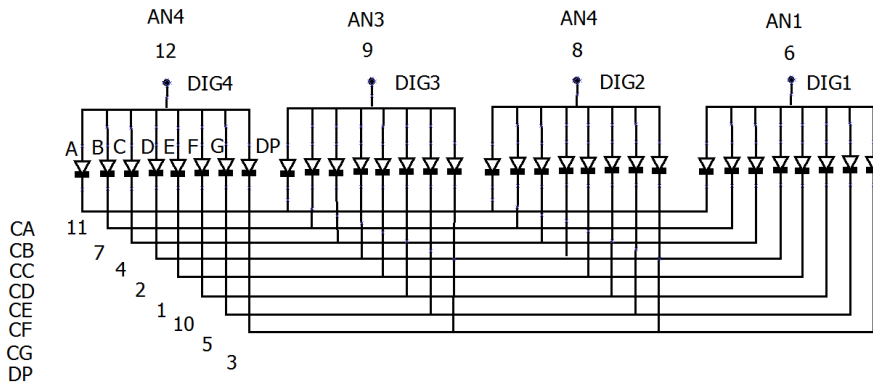 AN4 AN3 AN4 AN1
12 9 8 6
DIG4 DIG3 DIG2 DIG1
A B C D E F G DP
CA 11
CB 7
CC 4
CD 2
CE 1
CF 10
CG 5
DP 3